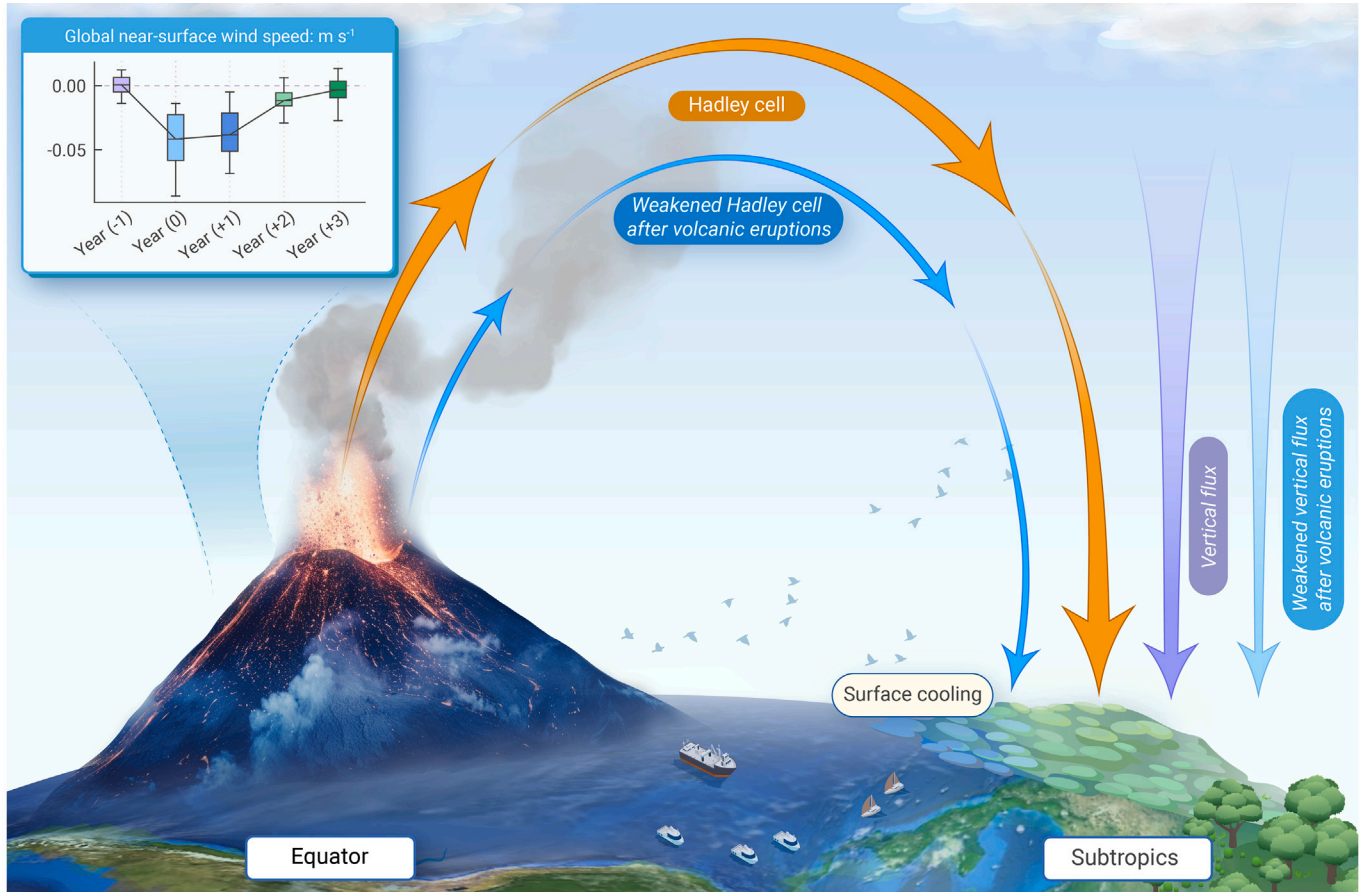 Global near-surface wind speed: m s⁻¹
0.00
-0.05
Year (-1)
Year (0)
Year (+1)
Year (+2)
Year (+3)
Hadley cell
Weakened Hadley cell
after volcanic eruptions
Vertical flux
Weakened vertical flux
after volcanic eruptions
Surface cooling
Equator
Subtropics